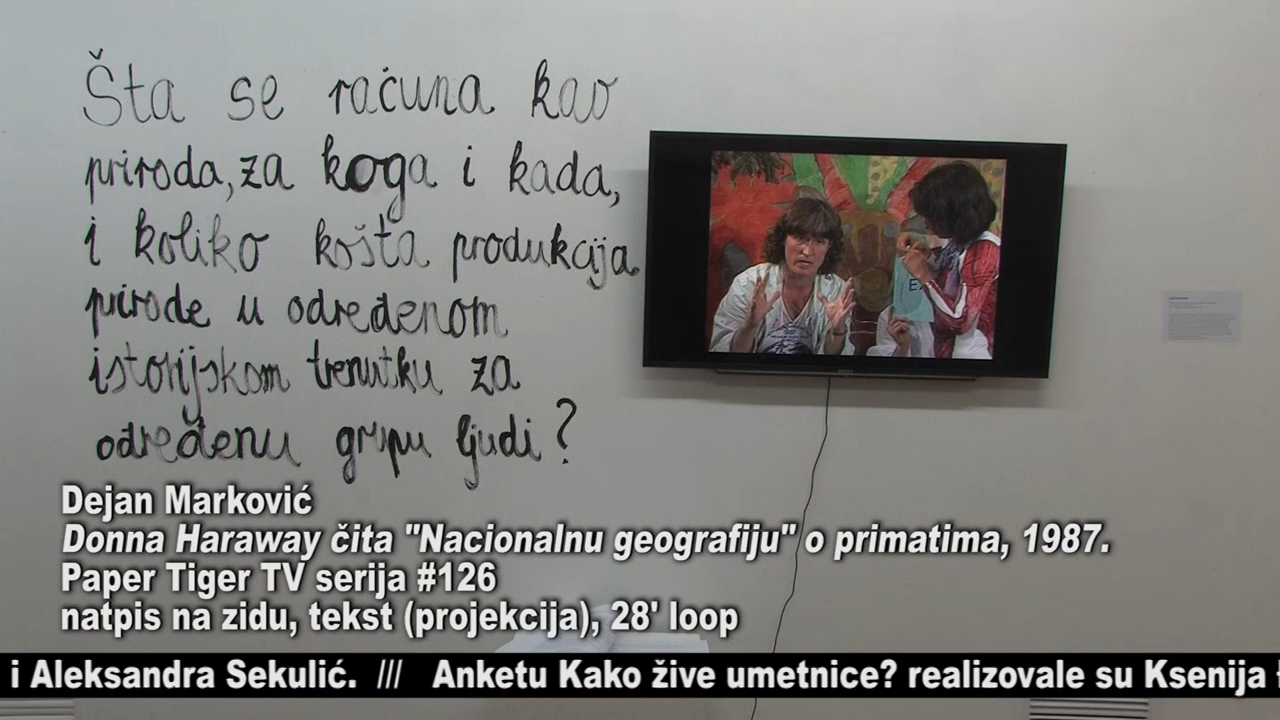 Šta se računa kao
priroda, za koga i kada,
i koliko košta produkcija
prirode u određenom
istorijskom trenutku za
određenu grupu ljudi?
Dejan Marković
Donna Haraway čita "Nacionalnu geografiju" o primatima, 1987.
Paper Tiger TV serija #126
natpis na zidu, tekst (projekcija), 28' loop
i Aleksandra Sekulić. /// Anketu Kako žive umetnice? realizovale su Ksenija